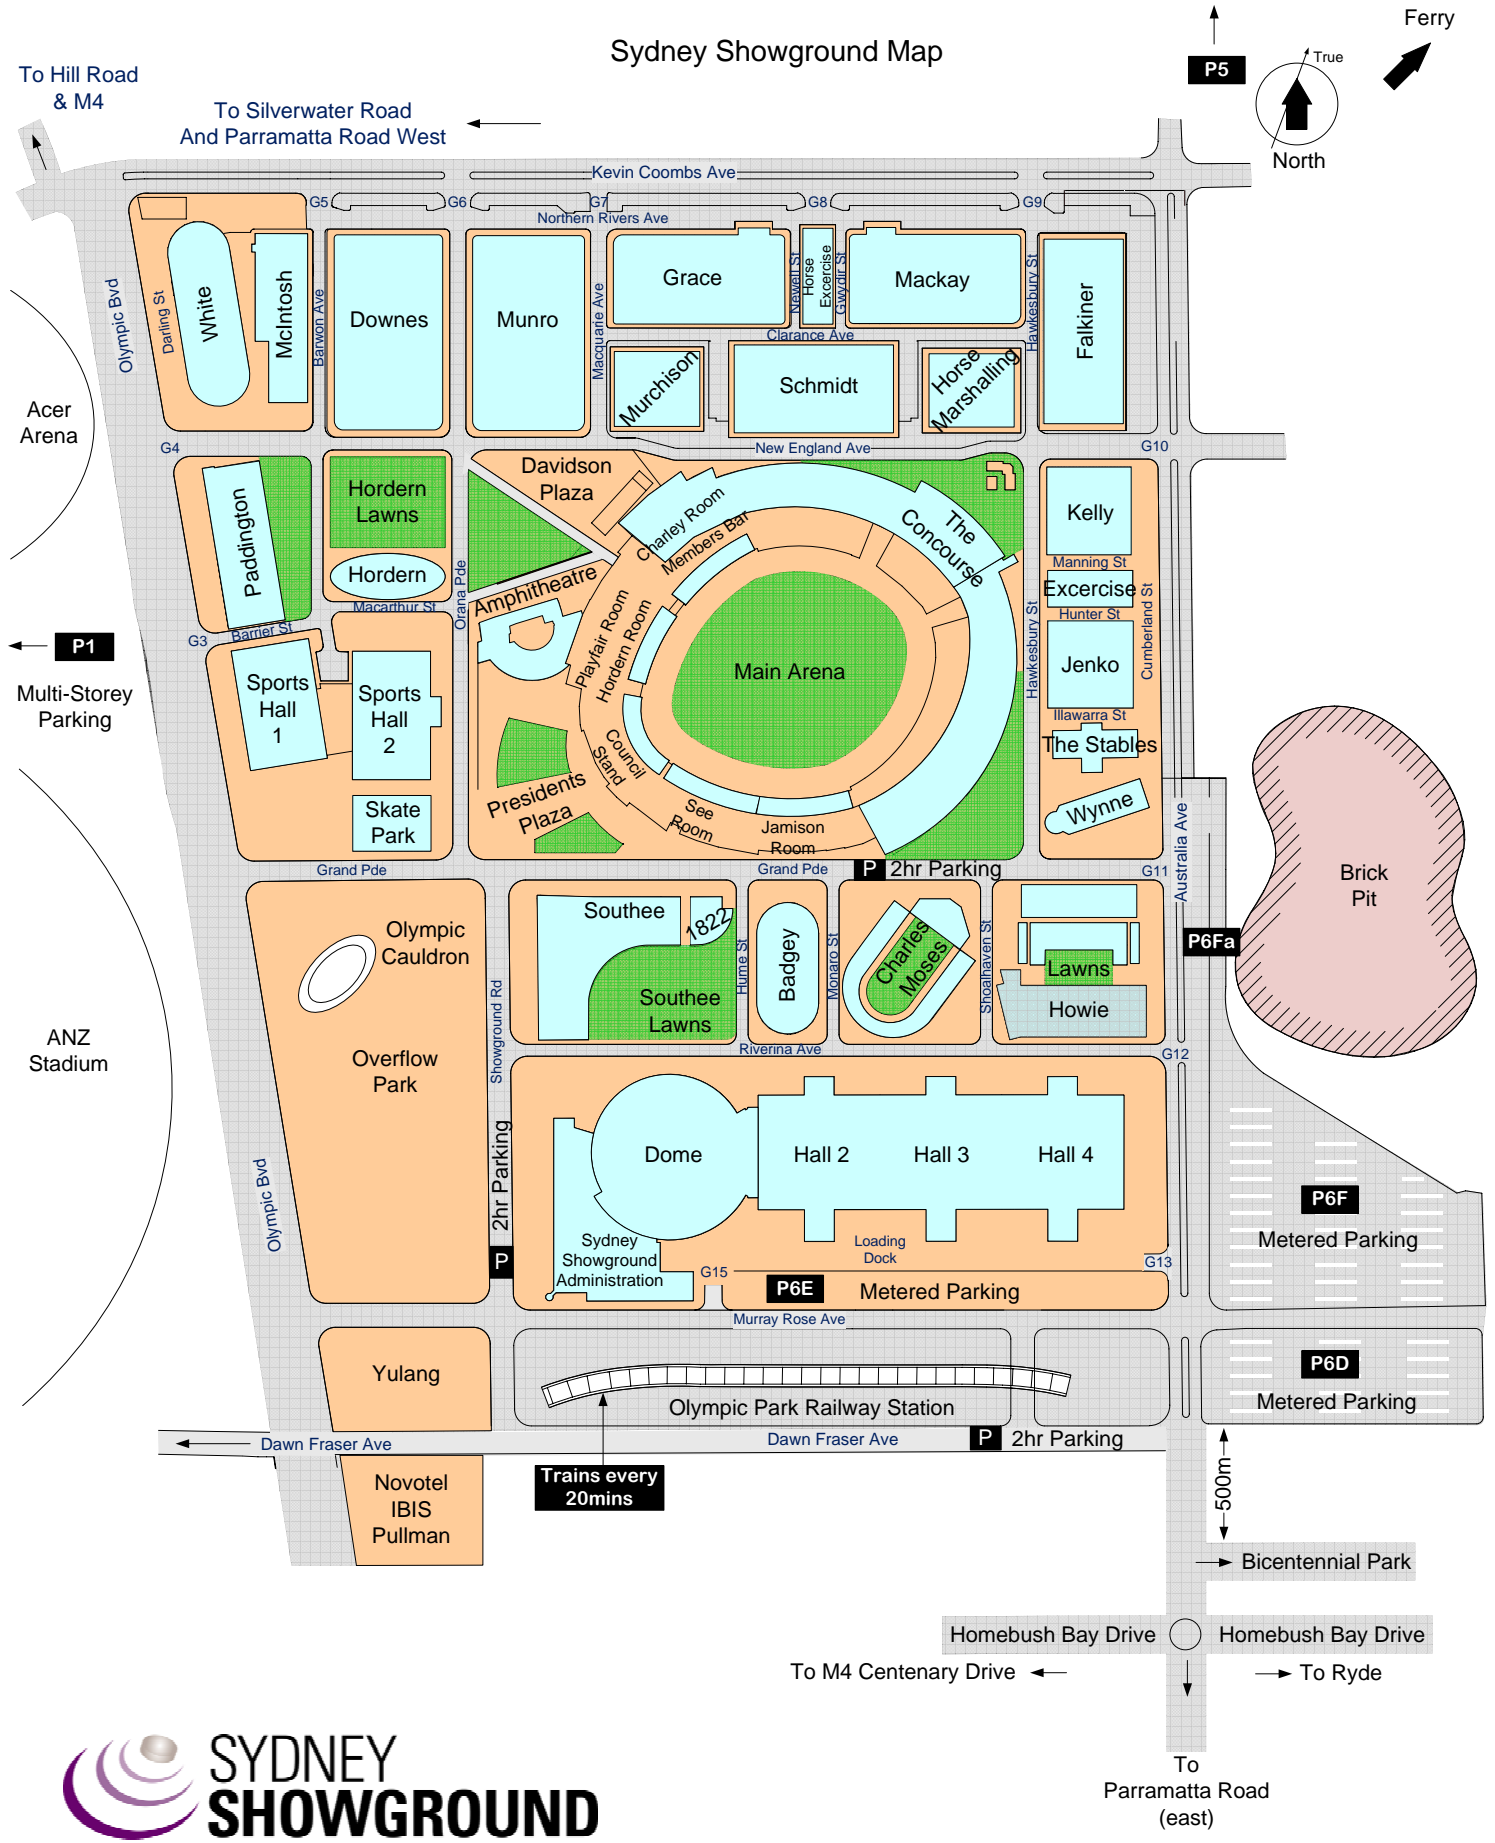 Sydney Showground Map
Ferry
P5
True
North
To Hill Road
& M4
To Silverwater Road
And Parramatta Road West
Kevin Coombs Ave
G5
G6
G7
G8
G9
Northern Rivers Ave
Olympic Bvd
Darling St
White
McIntosh
Barwon Ave
Downes
Munro
Macquarie Ave
Grace
Newell St
Horse
Excercise
Gwydir St
Mackay
Hawkesbury St
Falkiner
Clarance Ave
Murchison
Schmidt
Horse
Marshalling
Acer
Arena
G4
New England Ave
G10
Paddington
Hordern
Lawns
Davidson
Plaza
Charley Room
Members Bar
The
Concourse
Kelly
Manning St
Hordern
Orana Pde
Amphitheatre
Excercise
Macarthur St
Hunter St
Cumberland St
G3
Barrier St
P1
Multi-Storey
Parking
Playfair Room
Hordern Room
Main Arena
Hawkesbury St
Jenko
Illawarra St
Sports
Hall
1
Sports
Hall
2
The Stables
Council
Stand
Presidents
Plaza
See
Room
Jamison
Room
Wynne
Skate
Park
Australia Ave
Grand Pde
Grand Pde
P
2hr Parking
G11
Brick
Pit
Olympic
Cauldron
Southee
1822
Hume St
Badgey
Monaro St
Charles
Moses
Shoalhaven St
Lawns
Howie
P6Fa
Southee
Lawns
Showground Rd
ANZ
Stadium
Overflow
Park
Riverina Ave
G12
2hr Parking
P
Dome
Hall 2
Hall 3
Hall 4
P6F
Metered Parking
Olympic Bvd
Sydney
Showground
Administration
Loading
Dock
G15
G13
P6E
Metered Parking
Murray Rose Ave
Yulang
P6D
Metered Parking
Olympic Park Railway Station
Dawn Fraser Ave
Dawn Fraser Ave
P
2hr Parking
Trains every
20mins
500m
Novotel
IBIS
Pullman
Bicentennial Park
Homebush Bay Drive
Homebush Bay Drive
To M4 Centenary Drive
To Ryde
To
Parramatta Road
(east)
SYDNEY
SHOWGROUND